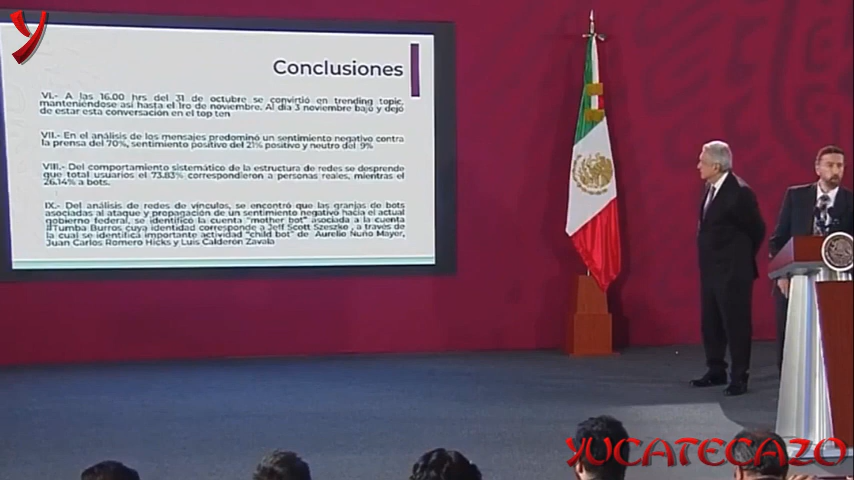 Conclusiones
VI.- A las 16.00 hrs del 31 de octubre se convirtió en trending topic,
manteniéndose así hasta el 1ro de noviembre. Al día 3 noviembre bajó y dejó
de estar esta conversación en el top ten
VII.- En el análisis de los mensajes predominó un sentimiento negativo contra
la prensa del 70%, sentimiento positivo del 21% positivo y neutro del 9%
VIII.- Del comportamiento sistemático de la estructura de redes se desprende
que total usuarios el 73.83% correspondieron a personas reales, mientras el
26.14% a bots.
IX.- Del análisis de redes de vínculos, se encontró que las granjas de bots
asociadas al ataque y propagación de un sentimiento negativo hacia el actual
gobierno federal, se identificó la cuenta "mother bot" asociada a la cuenta
#Tumba Burros cuya identidad corresponde a Jeff Scott Szeszko , a través de
la cual se identifica importante actividad "child bot" de Aurelio Nuño Mayer,
Juan Carlos Romero Hicks y Luis Calderón Zavala
YUCATECAZO